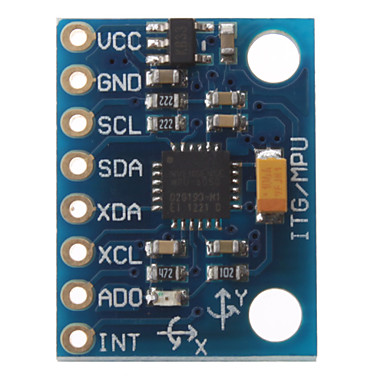 VCC
GND
222
SCL
222
SDA
ITG/MPU
XDA
XCL
472
102
ADO
Y
INT
X